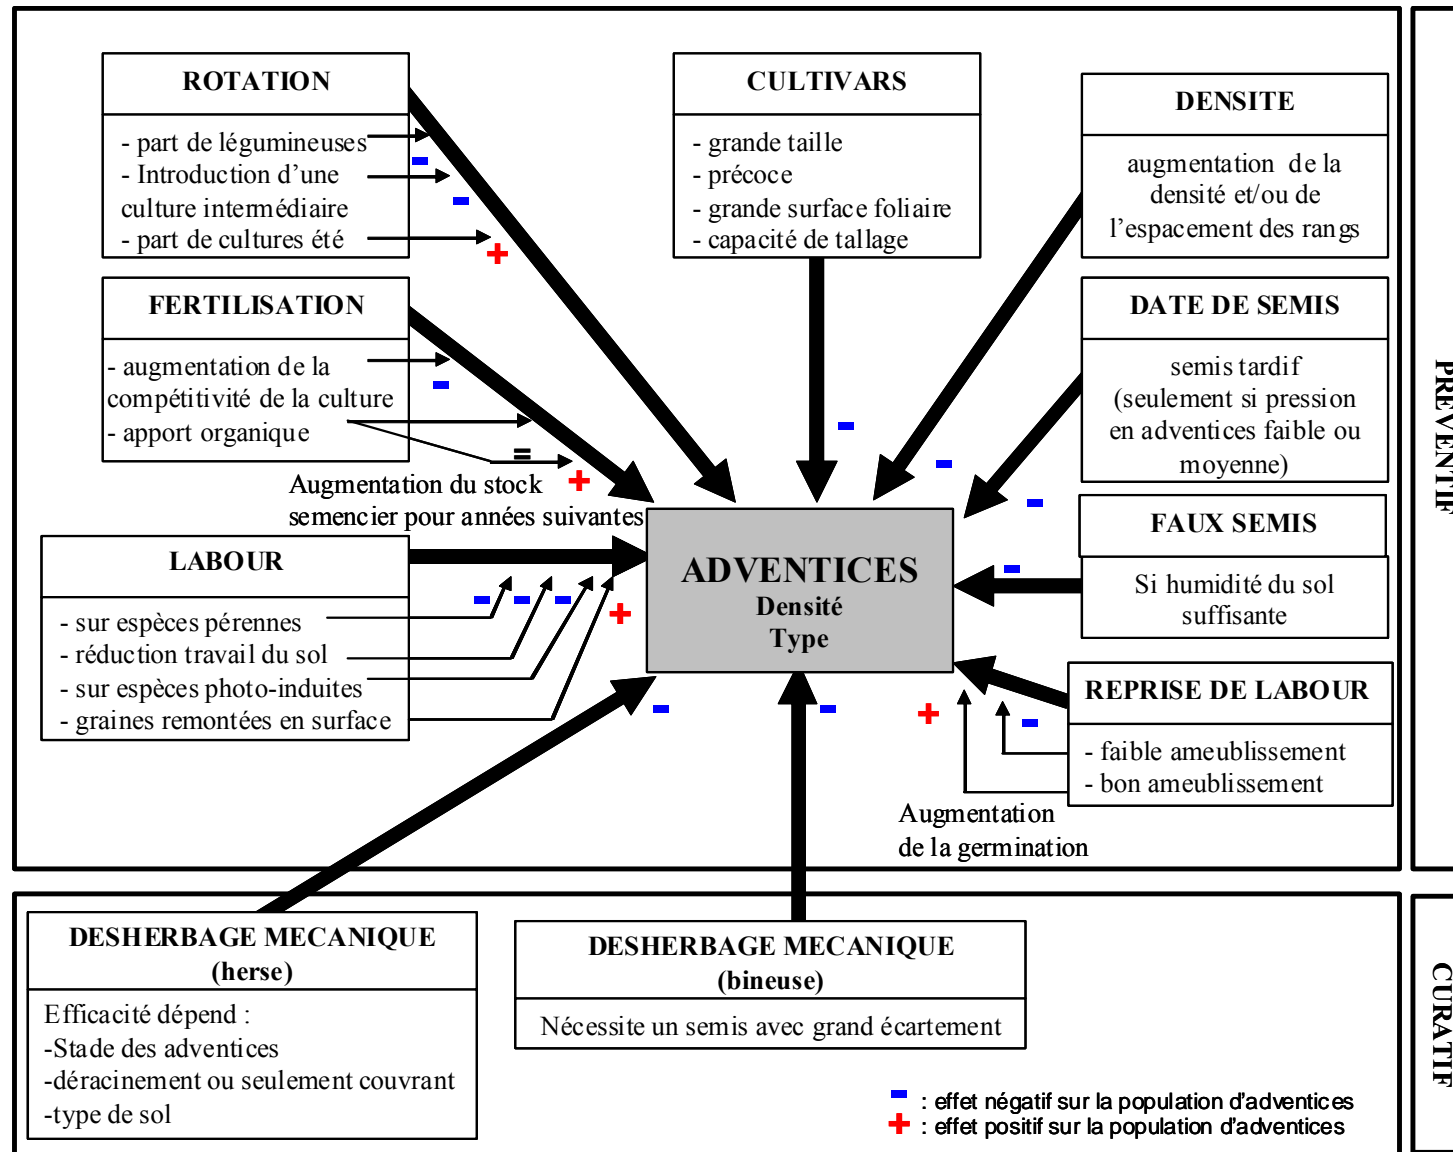 ROTATION
- part de légumineuses
- Introduction d’une
culture intermédiaire
- part de cultures été
CULTIVARS
- grande taille
- précoce
- grande surface foliaire
- capacité de tallage
DENSITE
augmentation de la
densité et/ou de
l’espacement des rangs
FERTILISATION
- augmentation de la
compétitivité de la culture
- apport organique
=
+
-
Augmentation du stock
semencier pour années suivantes
DATE DE SEMIS
semis tardif
(seulement si pression
en adventices faible ou
moyenne)
FAUX SEMIS
Si humidité du sol
suffisante
LABOUR
- sur espèces pérennes
- réduction travail du sol
- sur espèces photo-induites
- graines remontées en surface
ADVENTICES
Densité
Type
REPRISE DE LABOUR
- faible ameublissement
- bon ameublissement
Augmentation
de la germination
PREVENTIF
DESHERBAGE MECANIQUE
(herse)
Efficacité dépend :
-Stade des adventices
-déracinement ou seulement couvrant
-type de sol
DESHERBAGE MECANIQUE
(bineuse)
Nécessite un semis avec grand écartement
- : effet négatif sur la population d'adventices
+ : effet positif sur la population d'adventices
CURATIF